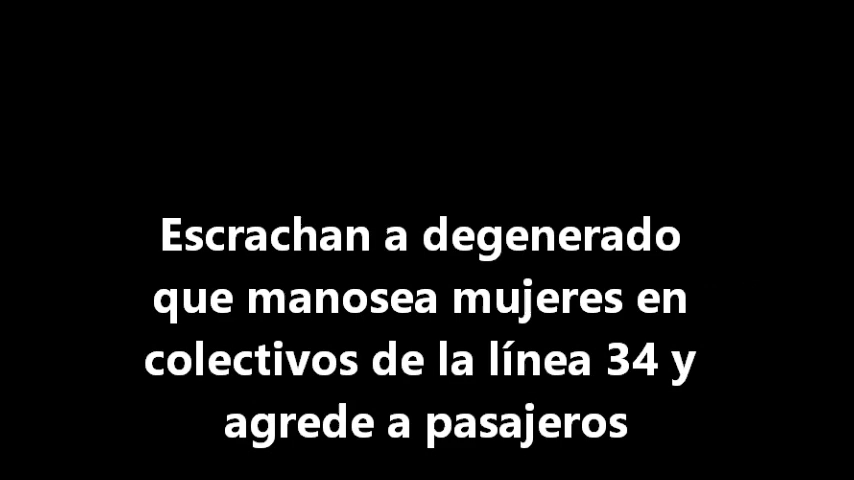 Escrachan a degenerado
que manosea mujeres en
colectivos de la línea 34 y
agrede a pasajeros